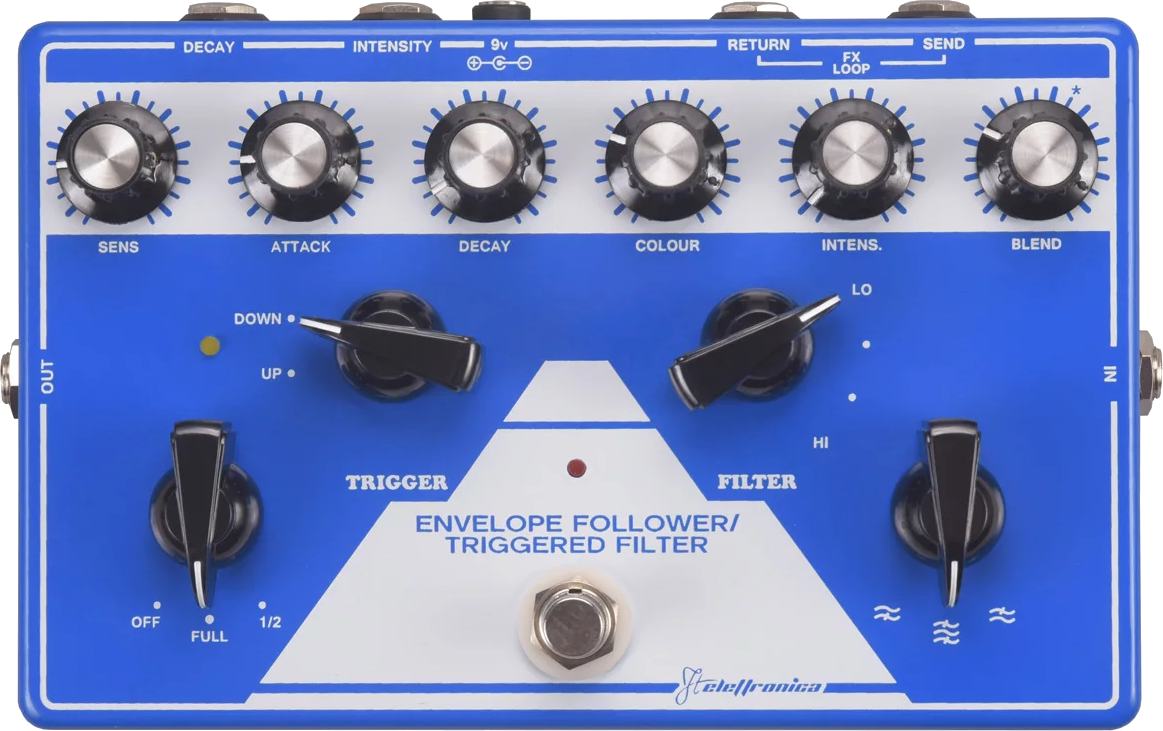 DECAY INTENSITY 9v RETURN SEND
FX
LOOP
SENS ATTACK DECAY COLOUR INTENS. BLEND
*
DOWN
UP
LO
HI
OUT
IN
TRIGGER
FILTER
ENVELOPE FOLLOWER/
TRIGGERED FILTER
OFF FULL 1/2
elettronica